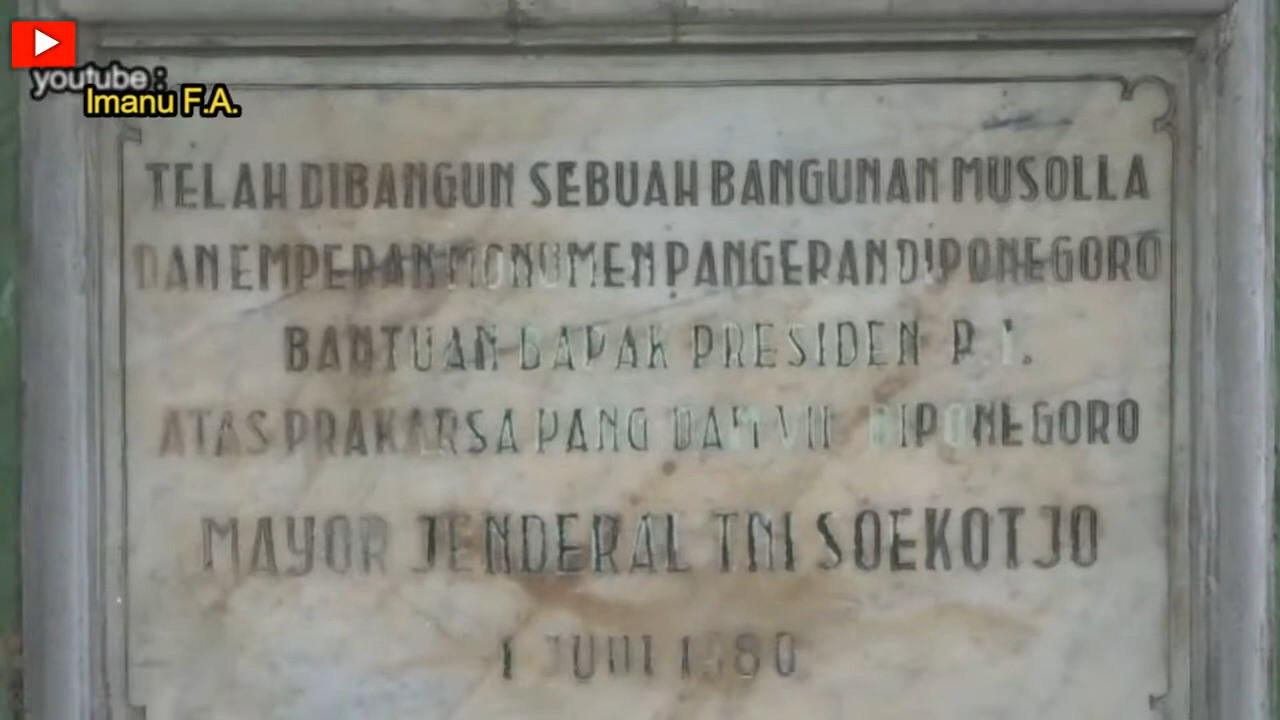 youtube :
Imanu F.A.
TELAH DIBANGUN SEBUAH BANGUNAN MUSOLLA
DAN EMPERAN MONUMEN PANGERAN DIPONEGORO
BANTUAN BAPAK PRESIDEN R.I.
ATAS PRAKARSA PANG DAM VII DIPONEGORO
MAYOR JENDERAL TNI SOEKOTJO
1 JUNI 1980